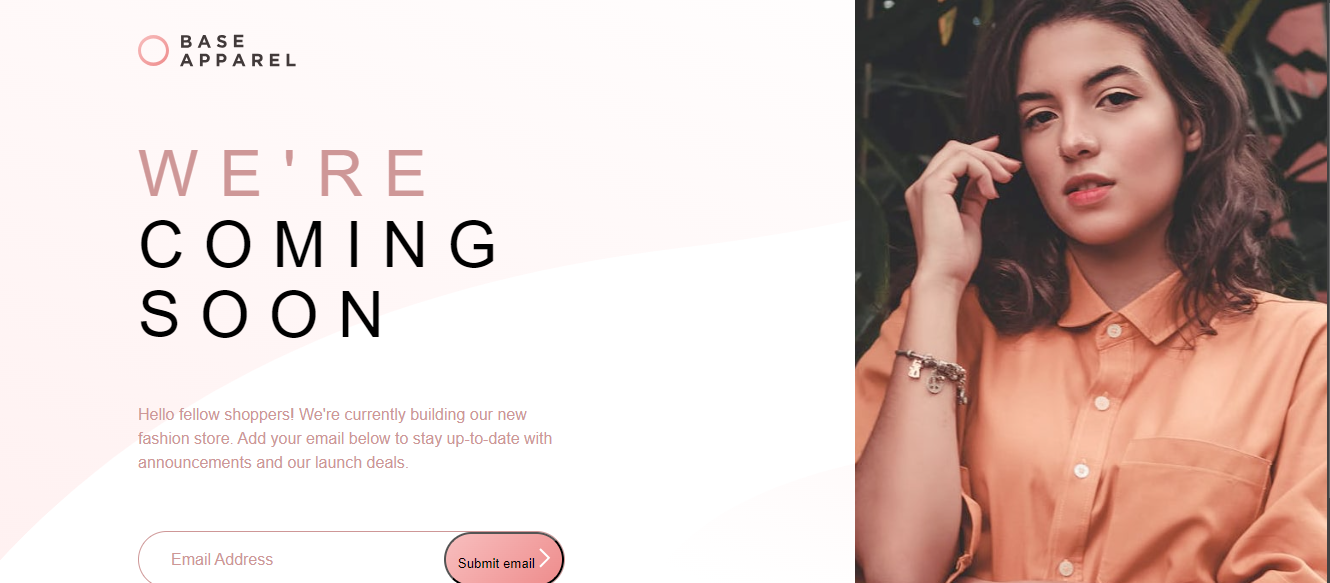 BASE
APPAREL
WE'RE
COMING
SOON
Hello fellow shoppers! We're currently building our new
fashion store. Add your email below to stay up-to-date with
announcements and our launch deals.
Email Address
Submit email